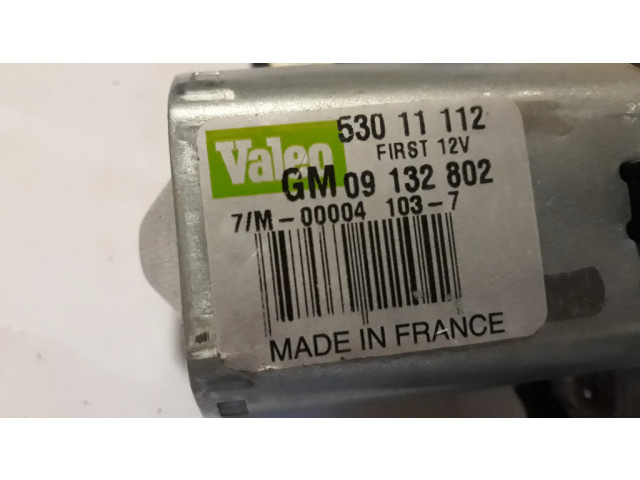 Valeo
530 11 112
FIRST 12V
GM 09 132 802
7/M-00004 103-7
MADE IN FRANCE